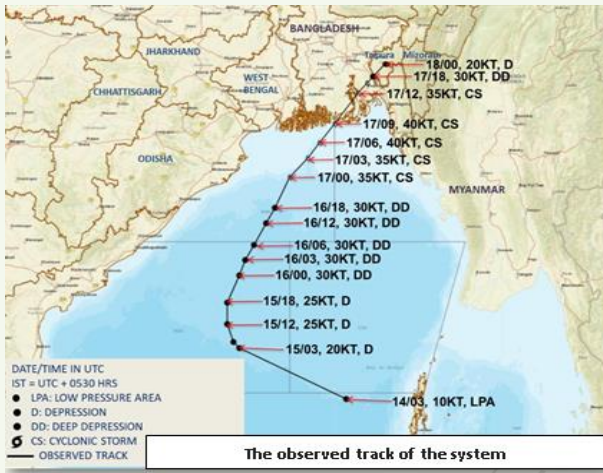 BANGLADESH
JHARKHAND
Tripura
Mizoram
18/00, 20KT, D
17/18, 30KT, DD
WEST
BENGAL
CHHATTISGARH
17/12, 35KT, CS
17/09, 40KT, CS
17/06, 40KT, CS
ODISHA
17/03, 35KT, CS
17/00, 35KT, CS
MYANMAR
16/18, 30KT, DD
16/12, 30KT, DD
16/06, 30KT, DD
16/03, 30KT, DD
16/00, 30KT, DD
15/18, 25KT, D
15/12, 25KT, D
15/03, 20KT, D
DATE/TIME IN UTC
IST = UTC + 0530 HRS
LPA: LOW PRESSURE AREA
14/03, 10KT, LPA
D: DEPRESSION
DD: DEEP DEPRESSION
CS: CYCLONIC STORM
OBSERVED TRACK
The observed track of the system